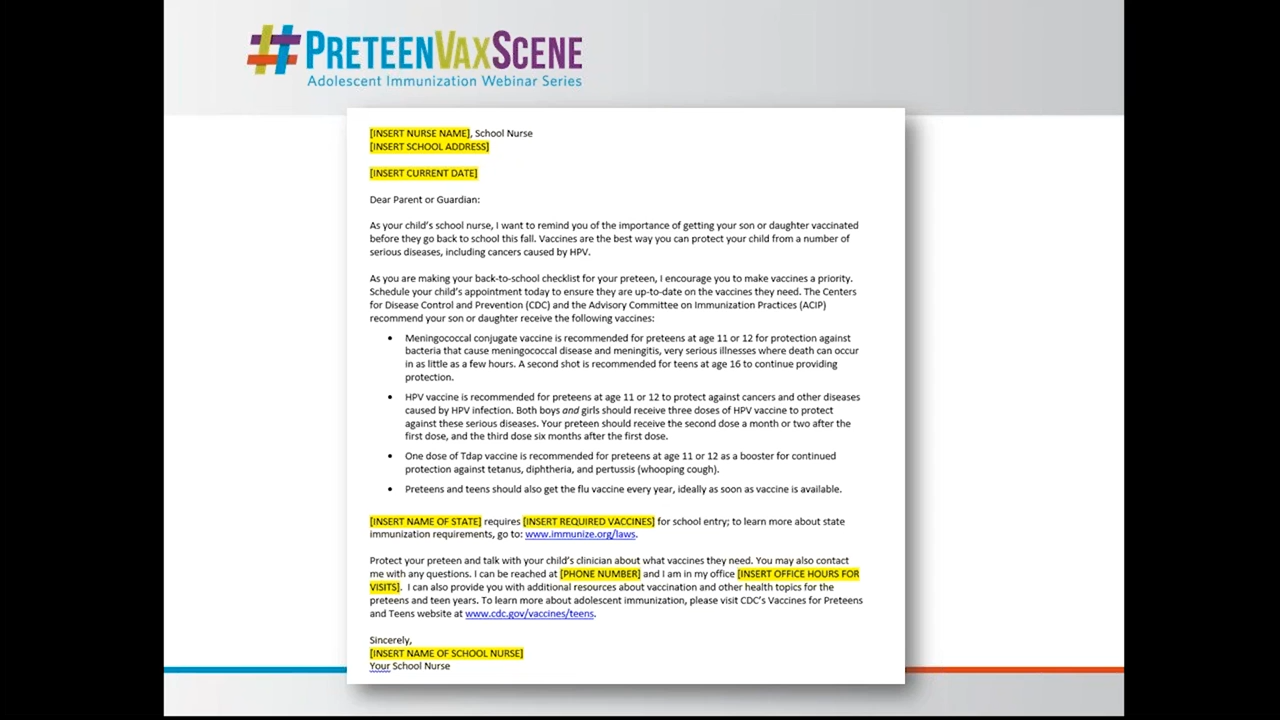 #PreteenVaxScene
Adolescent Immunization Webinar Series
[INSERT NURSE NAME], School Nurse
[INSERT SCHOOL ADDRESS]
[INSERT CURRENT DATE]
Dear Parent or Guardian:
As your child's school nurse, I want to remind you of the importance of getting your son or daughter vaccinated
before they go back to school this fall. Vaccines are the best way you can protect your child from a number of
serious diseases, including cancers caused by HPV.
As you are making your back-to-school checklist for your preteen, I encourage you to make vaccines a priority.
Schedule your child's appointment today to ensure they are up-to-date on the vaccines they need. The Centers
for Disease Control and Prevention (CDC) and the Advisory Committee on Immunization Practices (ACIP)
recommend your son or daughter receive the following vaccines:
• Meningococcal conjugate vaccine is recommended for preteens at age 11 or 12 for protection against
bacteria that cause meningococcal disease and meningitis, very serious illnesses where death can occur
in as little as a few hours. A second shot is recommended for teens at age 16 to continue providing
protection.
• HPV vaccine is recommended for preteens at age 11 or 12 to protect against cancers and other diseases
caused by HPV infection. Both boys and girls should receive three doses of HPV vaccine to protect
against these serious diseases. Your preteen should receive the second dose a month or two after the
first dose, and the third dose six months after the first dose.
• One dose of Tdap vaccine is recommended for preteens at age 11 or 12 as a booster for continued
protection against tetanus, diphtheria, and pertussis (whooping cough).
• Preteens and teens should also get the flu vaccine every year, ideally as soon as vaccine is available.
[INSERT NAME OF STATE] requires [INSERT REQUIRED VACCINES] for school entry; to learn more about state
immunization requirements, go to: www.immunize.org/laws.
Protect your preteen and talk with your child's clinician about what vaccines they need. You may also contact
me with any questions. I can be reached at [PHONE NUMBER] and I am in my office [INSERT OFFICE HOURS FOR
VISITS]. I can also provide you with additional resources about vaccination and other health topics for the
preteens and teen years. To learn more about adolescent immunization, please visit CDC's Vaccines for Preteens
and Teens website at www.cdc.gov/vaccines/teens.
Sincerely,
[INSERT NAME OF SCHOOL NURSE]
Your School Nurse